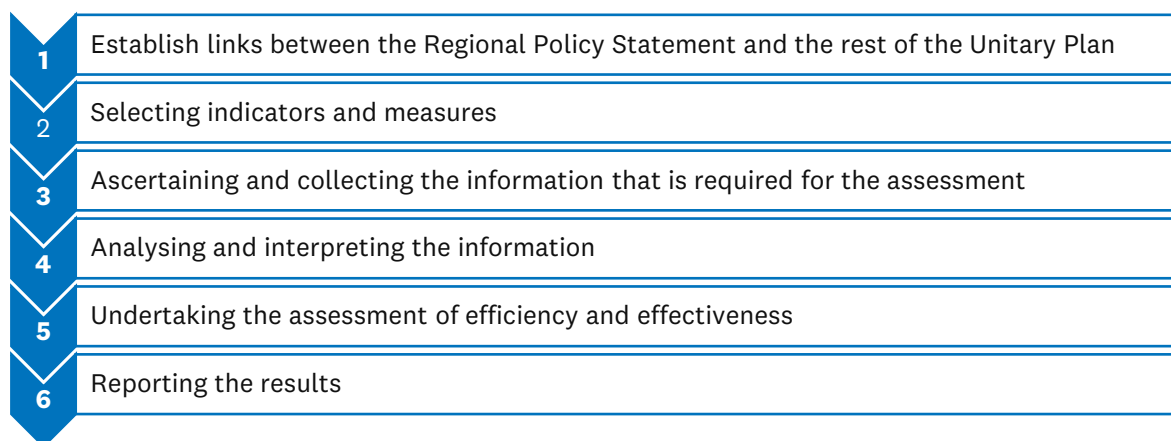 1 Establish links between the Regional Policy Statement and the rest of the Unitary Plan
2 Selecting indicators and measures
3 Ascertaining and collecting the information that is required for the assessment
4 Analysing and interpreting the information
5 Undertaking the assessment of efficiency and effectiveness
6 Reporting the results